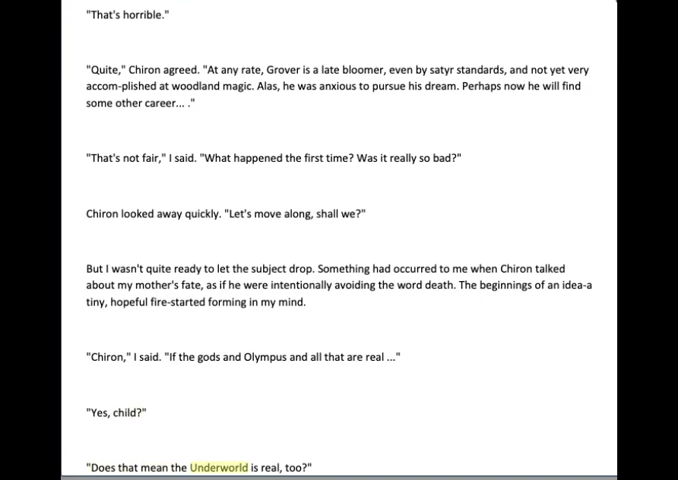 "That's horrible."
"Quite," Chiron agreed. "At any rate, Grover is a late bloomer, even by satyr standards, and not yet very
accom-plished at woodland magic. Alas, he was anxious to pursue his dream. Perhaps now he will find
some other career... ."
"That's not fair," I said. "What happened the first time? Was it really so bad?"
Chiron looked away quickly. "Let's move along, shall we?"
But I wasn't quite ready to let the subject drop. Something had occurred to me when Chiron talked
about my mother's fate, as if he were intentionally avoiding the word death. The beginnings of an idea-a
tiny, hopeful fire-started forming in my mind.
"Chiron," I said. "If the gods and Olympus and all that are real ..."
"Yes, child?"
"Does that mean the Underworld is real, too?"